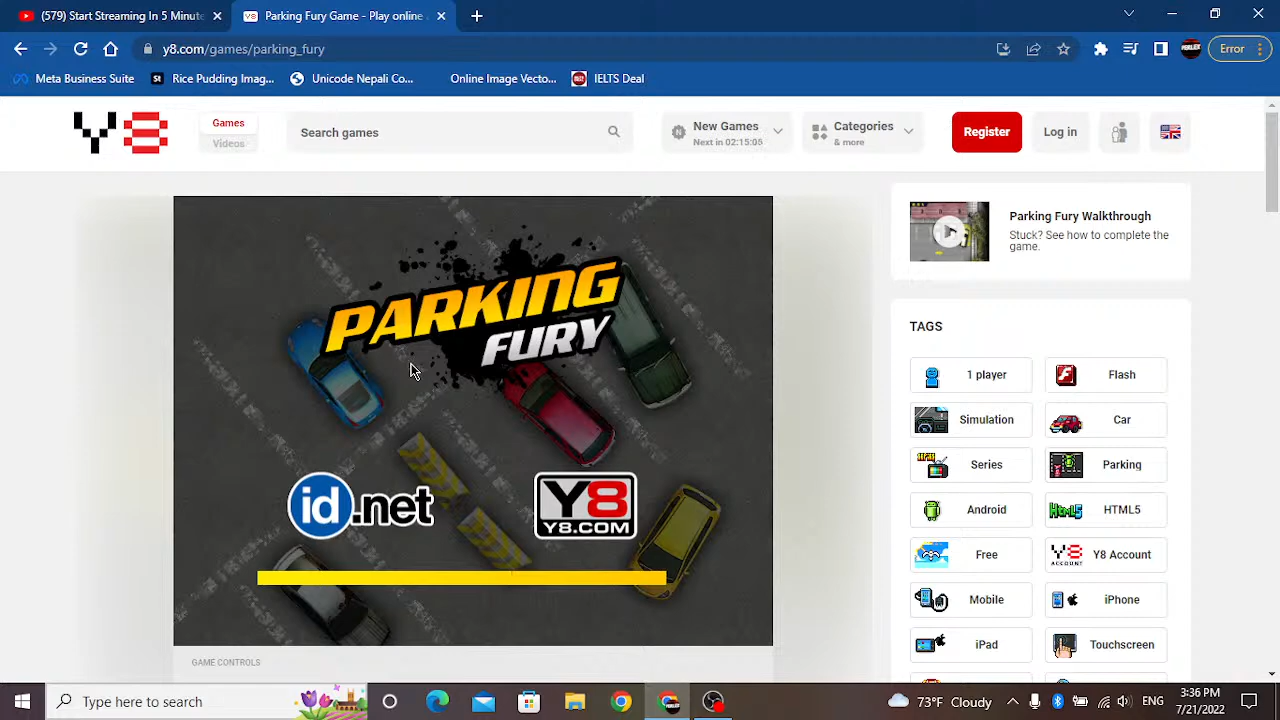 (579) Start Streaming In 5 Minute
Parking Fury Games - Play online
y8.com/games/parking_fury
Error
Meta Business Suite
Rice Pudding Imag...
Unicode Nepali Co...
Online Image Vecto...
IELTS Deal
Y8
Games
Videos
Search games
New Games
Next in 02:15:05
Categories
& more
Register
Log in
PARKING
FURY
id.net
Y8
Y8.COM
GAME CONTROLS
Parking Fury Walkthrough
Stuck? See how to complete the
game.
TAGS
1 player
Flash
Simulation
Car
Series
Parking
Android
HTML5
Free
Y8 Account
Mobile
iPhone
iPad
Touchscreen
Type here to search
73°F Cloudy
ENG
3:36 PM
7/21/2022